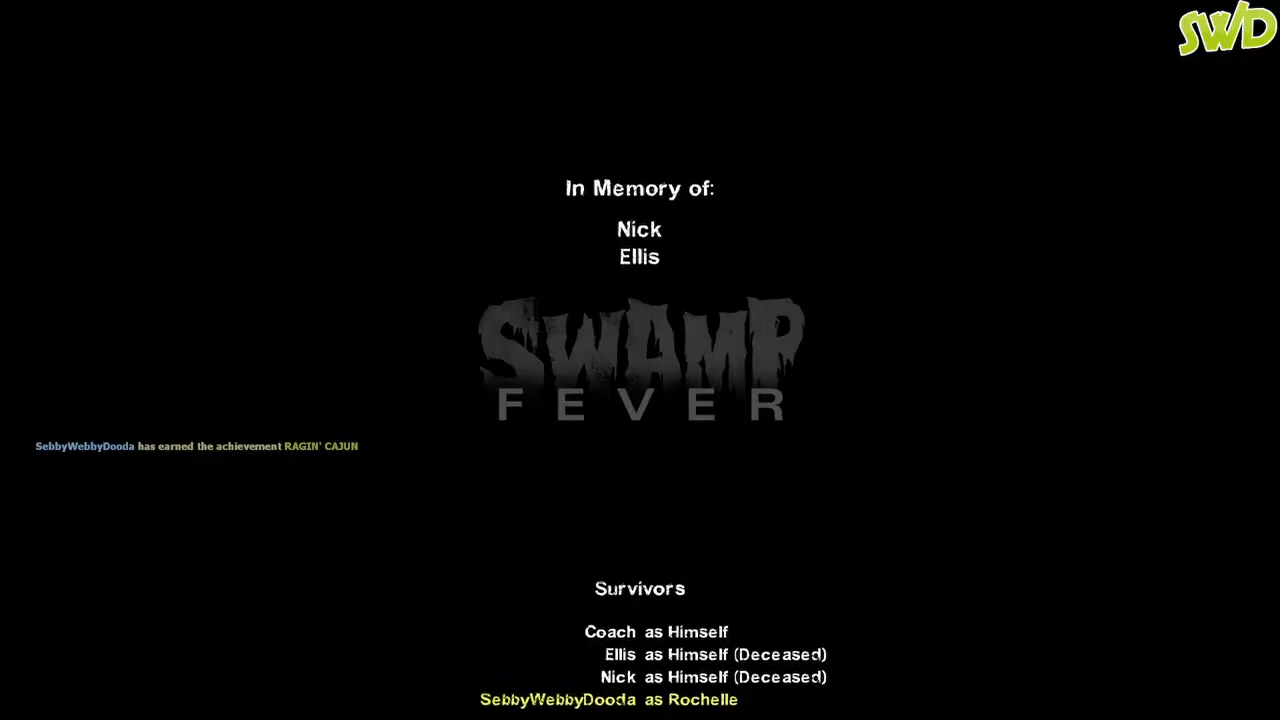 SWD
In Memory of:
Nick
Ellis
SWAMP
FEVER
SebbyWebbyDooda has earned the achievement RAGIN' CAJUN
Survivors
Coach as Himself
Ellis as Himself (Deceased)
Nick as Himself (Deceased)
SebbyWebbyDooda as Rochelle